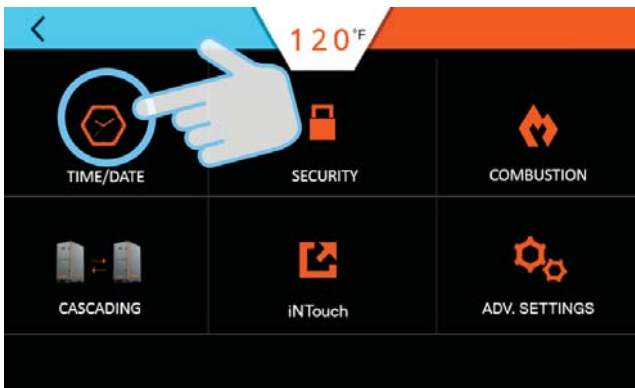 120°F
TIME/DATE
SECURITY
COMBUSTION
CASCADING
iNTouch
ADV. SETTINGS